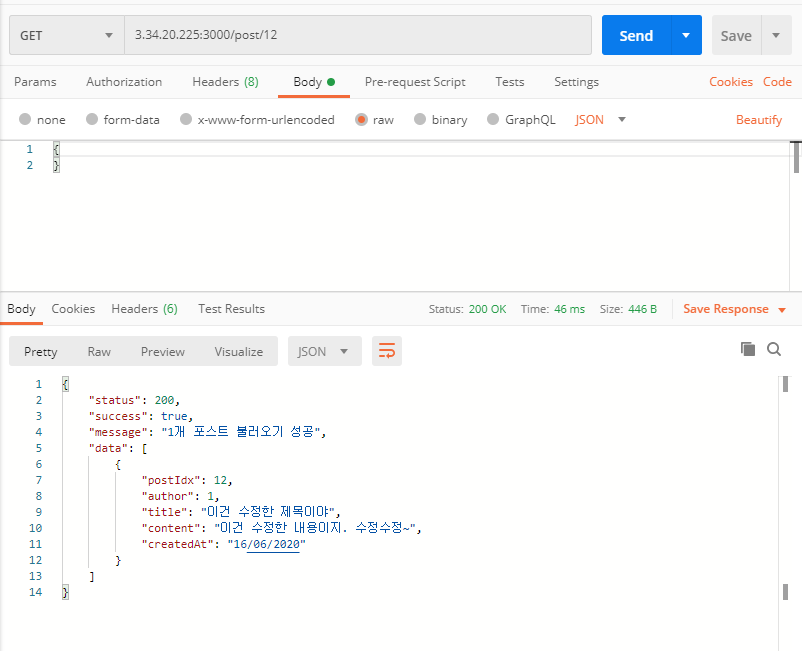 GET 3.34.20.225:3000/post/12 Send Save
Params Authorization Headers (8) Body Pre-request Script Tests Settings Cookies Code
none form-data x-www-form-urlencoded raw binary GraphQL JSON Beautify
1 {
2 }
Body Cookies Headers (6) Test Results Status: 200 OK Time: 46 ms Size: 446 B Save Response
Pretty Raw Preview Visualize JSON
1 {
2 "status": 200,
3 "success": true,
4 "message": "1개 포스트 불러오기 성공",
5 "data": [
6 {
7 "postIdx": 12,
8 "author": 1,
9 "title": "이건 수정한 제목이야",
10 "content": "이건 수정한 내용이지. 수정수정~",
11 "createdAt": "16/06/2020"
12 }
13 ]
14 }